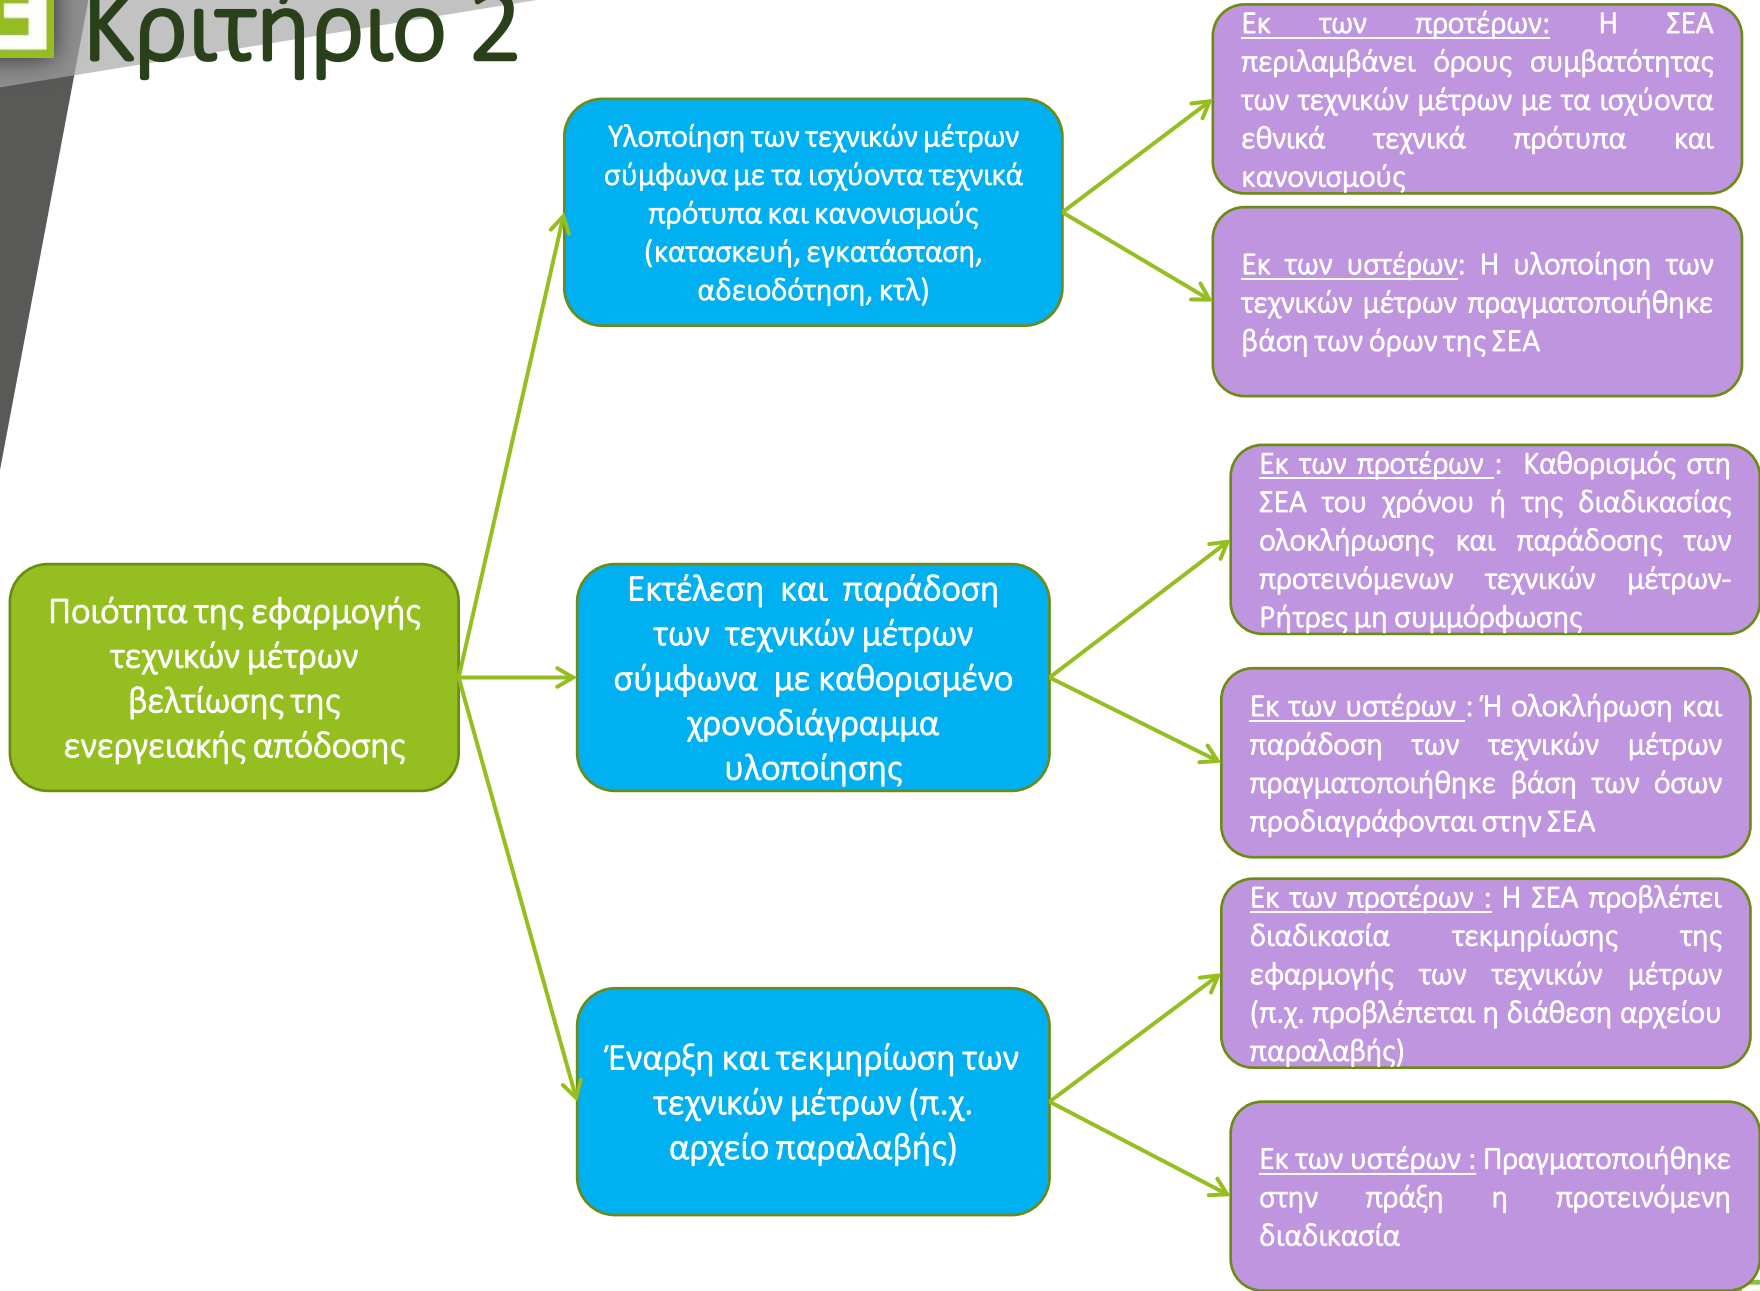 Κριτήριο 2
Υλοποίηση των τεχνικών μέτρων
σύμφωνα με τα ισχύοντα τεχνικά
πρότυπα και κανονισμούς
(κατασκευή, εγκατάσταση,
αδειοδότηση, κτλ)
Εκ των προτέρων: Η ΣΕΑ
περιλαμβάνει όρους συμβατότητας
των τεχνικών μέτρων με τα ισχύοντα
εθνικά τεχνικά πρότυπα και
κανονισμούς
Εκ των υστέρων: Η υλοποίηση των
τεχνικών μέτρων πραγματοποιήθηκε
βάση των όρων της ΣΕΑ
Ποιότητα της εφαρμογής
τεχνικών μέτρων
βελτίωσης της
ενεργειακής απόδοσης
Εκτέλεση και παράδοση
των τεχνικών μέτρων
σύμφωνα με καθορισμένο
χρονοδιάγραμμα
υλοποίησης
Εκ των προτέρων : Καθορισμός στη
ΣΕΑ του χρόνου ή της διαδικασίας
ολοκλήρωσης και παράδοσης των
προτεινόμενων τεχνικών μέτρων-
Ρήτρες μη συμμόρφωσης
Εκ των υστέρων : Ή ολοκλήρωση και
παράδοση των τεχνικών μέτρων
πραγματοποιήθηκε βάση των όσων
προδιαγράφονται στην ΣΕΑ
Έναρξη και τεκμηρίωση των
τεχνικών μέτρων (π.χ.
αρχείο παραλαβής)
Εκ των προτέρων : Η ΣΕΑ προβλέπει
διαδικασία τεκμηρίωσης της
εφαρμογής των τεχνικών μέτρων
(π.χ. προβλέπεται η διάθεση αρχείου
παραλαβής)
Εκ των υστέρων : Πραγματοποιήθηκε
στην πράξη η προτεινόμενη
διαδικασία